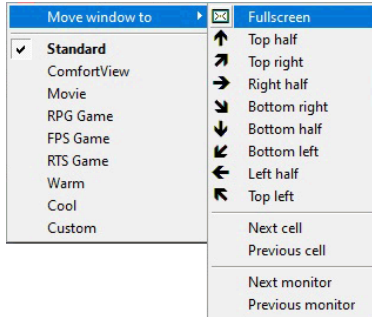 Move window to
Standard
ComfortView
Movie
RPG Game
FPS Game
RTS Game
Warm
Cool
Custom
Fullscreen
Top half
Top right
Right half
Bottom right
Bottom half
Bottom left
Left half
Top left
Next cell
Previous cell
Next monitor
Previous monitor